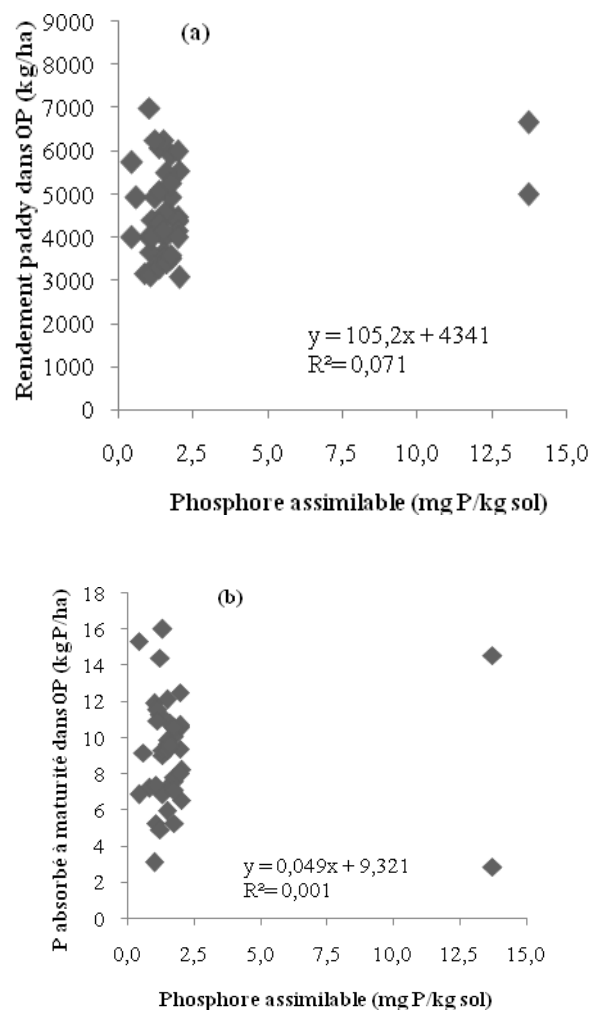 (a)
Rendement paddy dans 0P (kg/ha)
9000
8000
7000
6000
5000
4000
3000
2000
1000
0
y = 105,2x + 4341
R²= 0,071
0,0 2,5 5,0 7,5 10,0 12,5 15,0
Phosphore assimilable (mg P/kg sol)
(b)
P absorbé à maturité dans 0P (kgP/ha)
18
16
14
12
10
8
6
4
2
0
y = 0,049x + 9,321
R²= 0,001
0,0 2,5 5,0 7,5 10,0 12,5 15,0
Phosphore assimilable (mg P/kg sol)